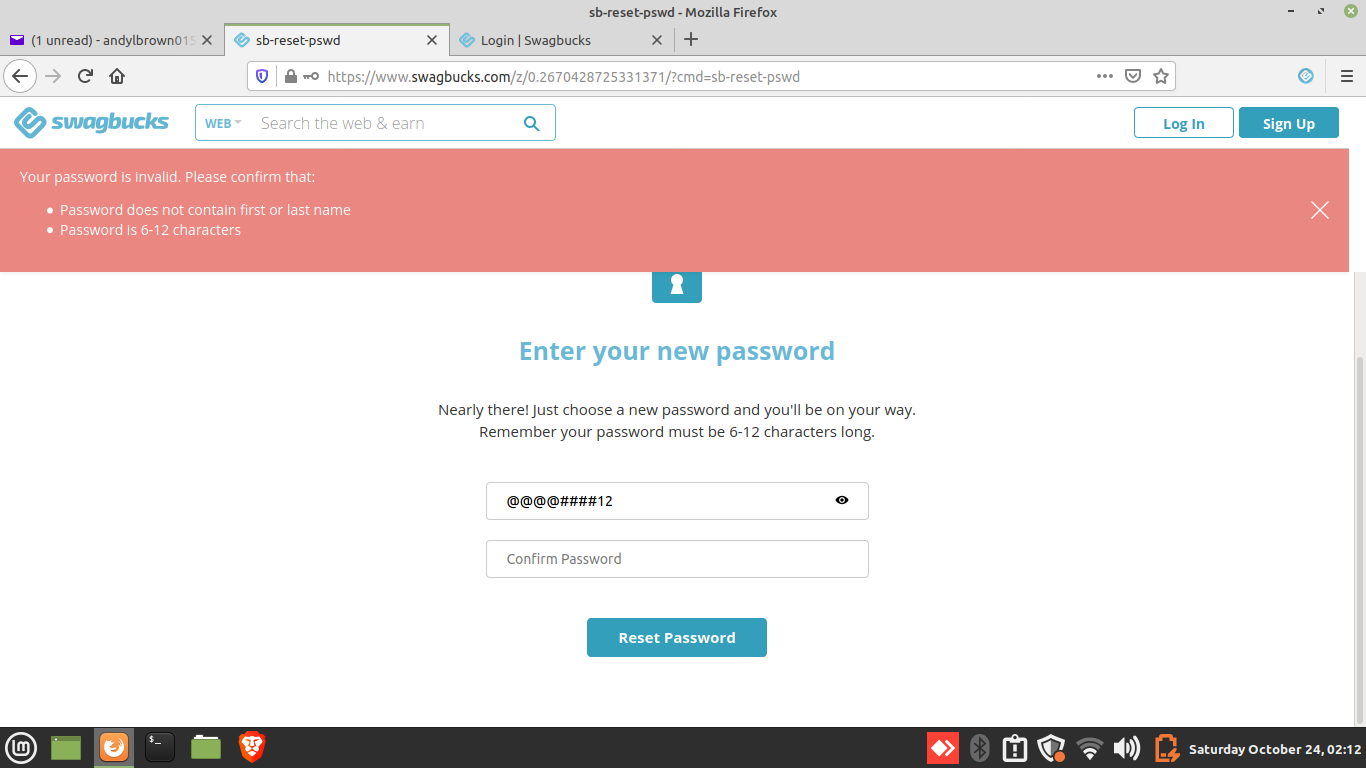 sb-reset-pswd - Mozilla Firefox
(1 unread) - andylbrown015
sb-reset-pswd
Login | Swagbucks
https://www.swagbucks.com/z/0.2670428725331371/?cmd=sb-reset-pswd
swagbucks
WEB
Search the web & earn
Log In
Sign Up
Your password is invalid. Please confirm that:
Password does not contain first or last name
Password is 6-12 characters
Enter your new password
Nearly there! Just choose a new password and you'll be on your way.
Remember your password must be 6-12 characters long.
@@@@####12
Confirm Password
Reset Password
$_
Saturday October 24, 02:12